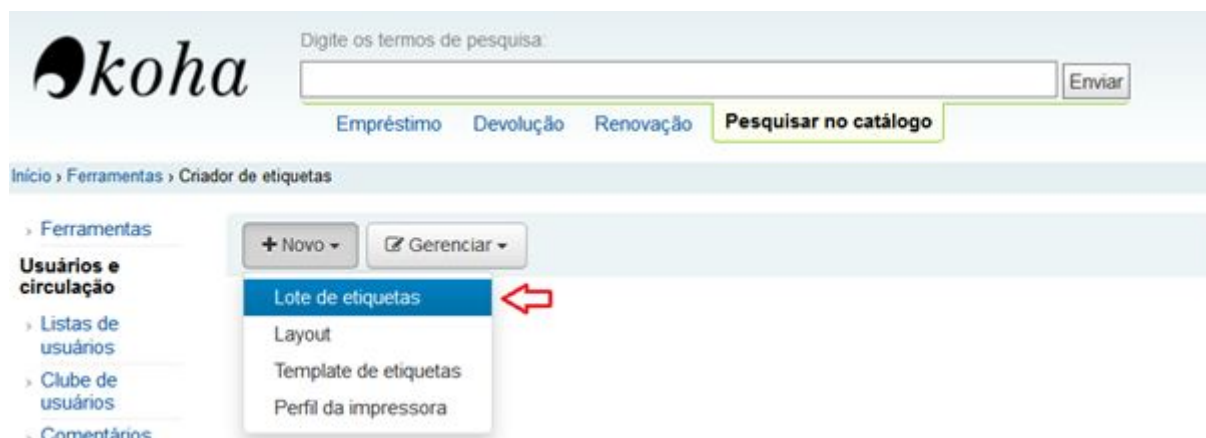 koha
Digite os termos de pesquisa:
Enviar
Empréstimo Devolução Renovação Pesquisar no catálogo
Início › Ferramentas › Criador de etiquetas
› Ferramentas
Usuários e
circulação
› Listas de
usuários
› Clube de
usuários
› Comentários
+ Novo Gerenciar
Lote de etiquetas
Layout
Template de etiquetas
Perfil da impressora